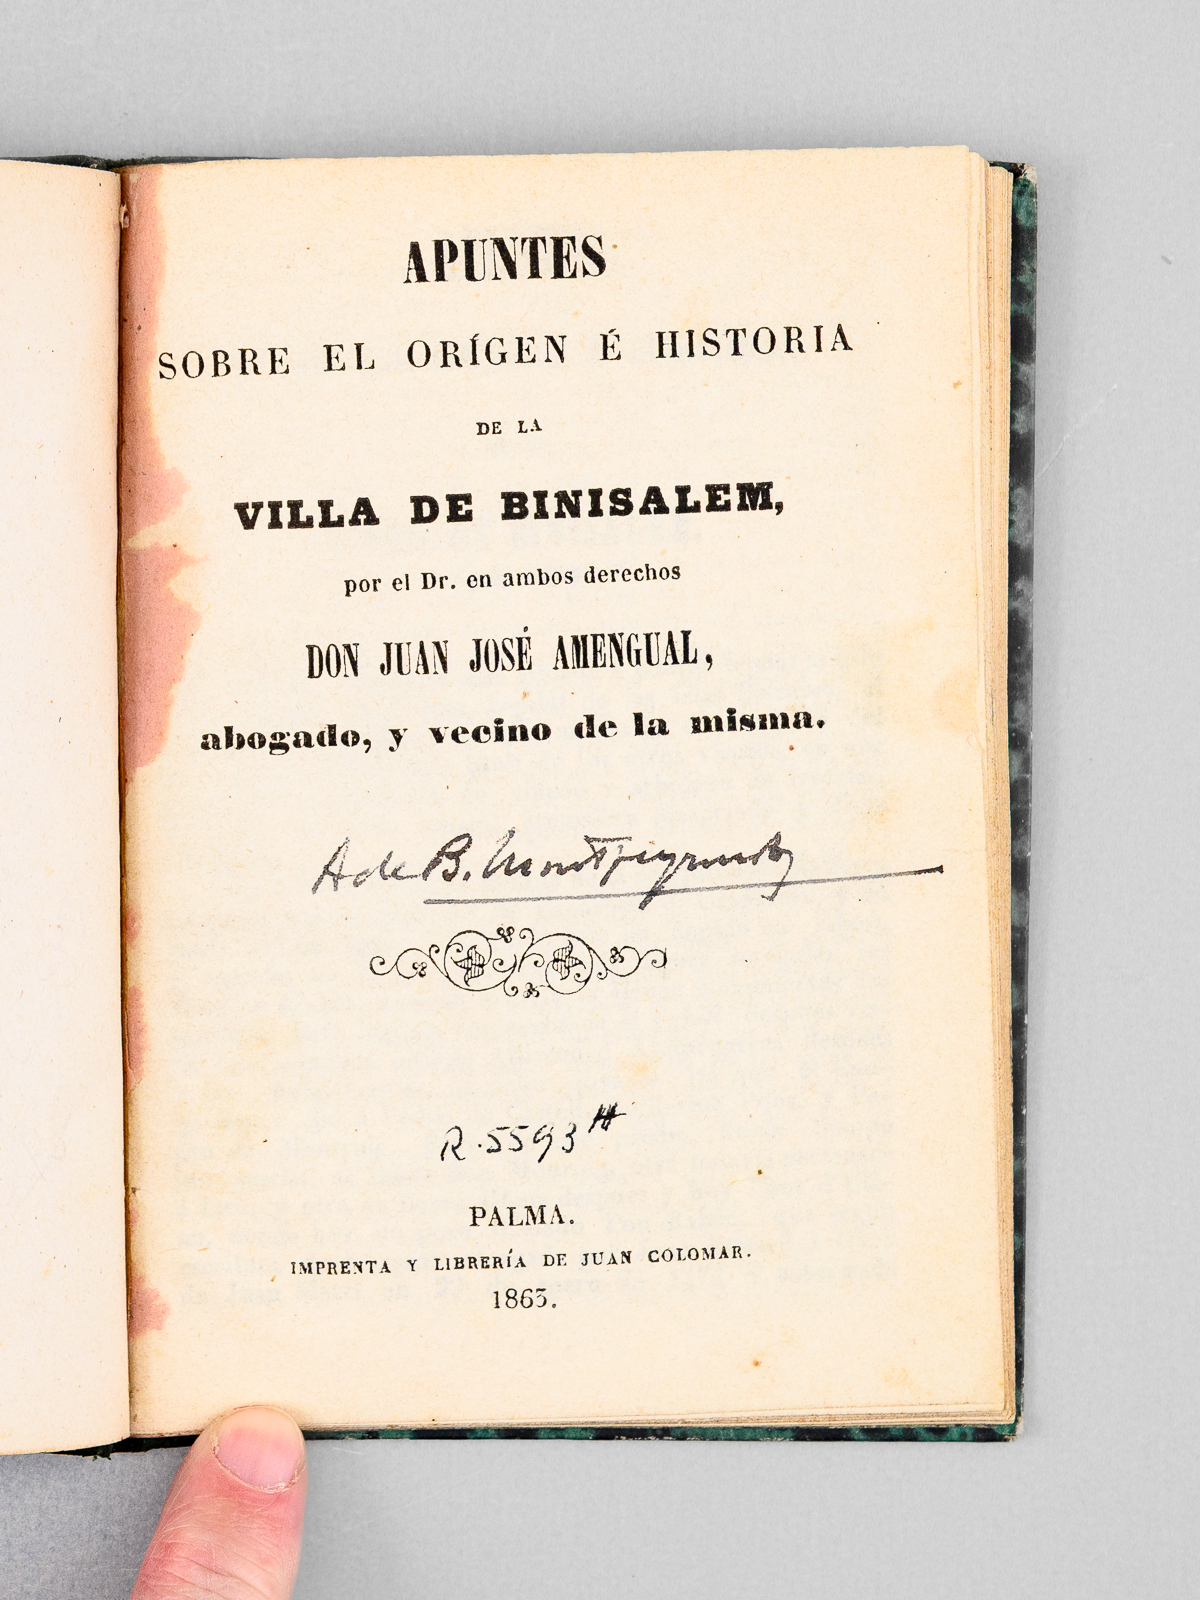 APUNTES
SOBRE EL ORÍGEN É HISTORIA
DE LA
VILLA DE BINISALEM,
por el Dr. en ambos derechos
DON JUAN JOSÉ AMENGUAL,
abogado, y vecino de la misma.
A de B.
R. 5593
PALMA.
IMPRENTA Y LIBRERÍA DE JUAN COLOMAR.
1863.